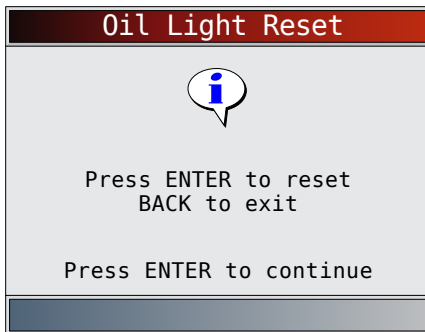 Oil Light Reset
i
Press ENTER to reset
BACK to exit
Press ENTER to continue